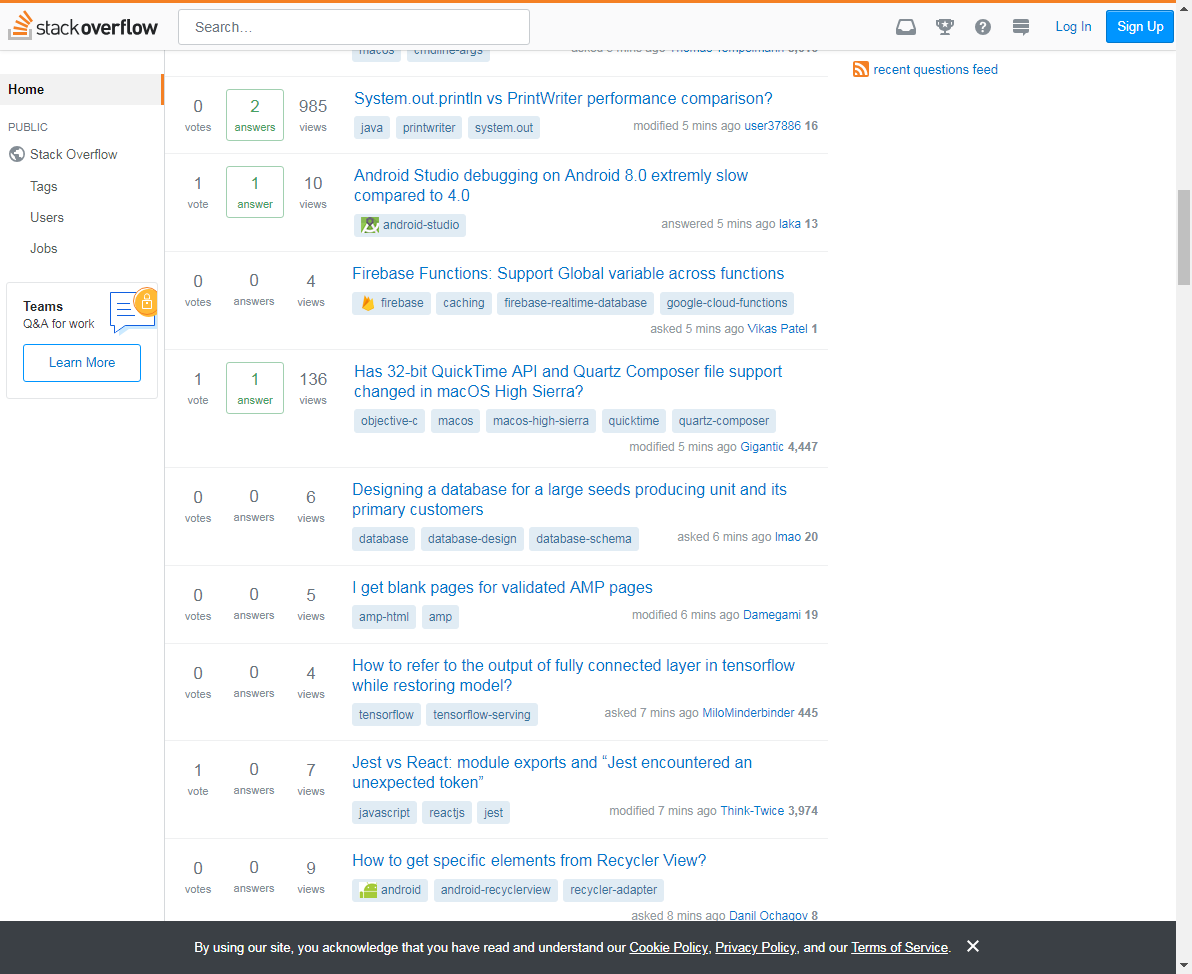 stackoverflow
Search…
Log In
Sign Up
Home
PUBLIC
Stack Overflow
Tags
Users
Jobs
Teams
Q&A for work
Learn More
macos cmdline-args
asked 5 mins ago Thomas Tempelmann
0 votes 2 answers 985 views
System.out.println vs PrintWriter performance comparison?
java printwriter system.out
modified 5 mins ago user37886 16
1 vote 1 answer 10 views
Android Studio debugging on Android 8.0 extremly slow
compared to 4.0
android-studio
answered 5 mins ago laka 13
0 votes 0 answers 4 views
Firebase Functions: Support Global variable across functions
firebase caching firebase-realtime-database google-cloud-functions
asked 5 mins ago Vikas Patel 1
1 vote 1 answer 136 views
Has 32-bit QuickTime API and Quartz Composer file support
changed in macOS High Sierra?
objective-c macos macos-high-sierra quicktime quartz-composer
modified 5 mins ago Gigantic 4,447
0 votes 0 answers 6 views
Designing a database for a large seeds producing unit and its
primary customers
database database-design database-schema
asked 6 mins ago lmao 20
0 votes 0 answers 5 views
I get blank pages for validated AMP pages
amp-html amp
modified 6 mins ago Damegami 19
0 votes 0 answers 4 views
How to refer to the output of fully connected layer in tensorflow
while restoring model?
tensorflow tensorflow-serving
asked 7 mins ago MiloMinderbinder 445
1 vote 0 answers 7 views
Jest vs React: module exports and “Jest encountered an
unexpected token”
javascript reactjs jest
modified 7 mins ago Think-Twice 3,974
0 votes 0 answers 9 views
How to get specific elements from Recycler View?
android android-recyclerview recycler-adapter
asked 8 mins ago Danil Ochagov 8
recent questions feed
By using our site, you acknowledge that you have read and understand our Cookie Policy, Privacy Policy, and our Terms of Service.